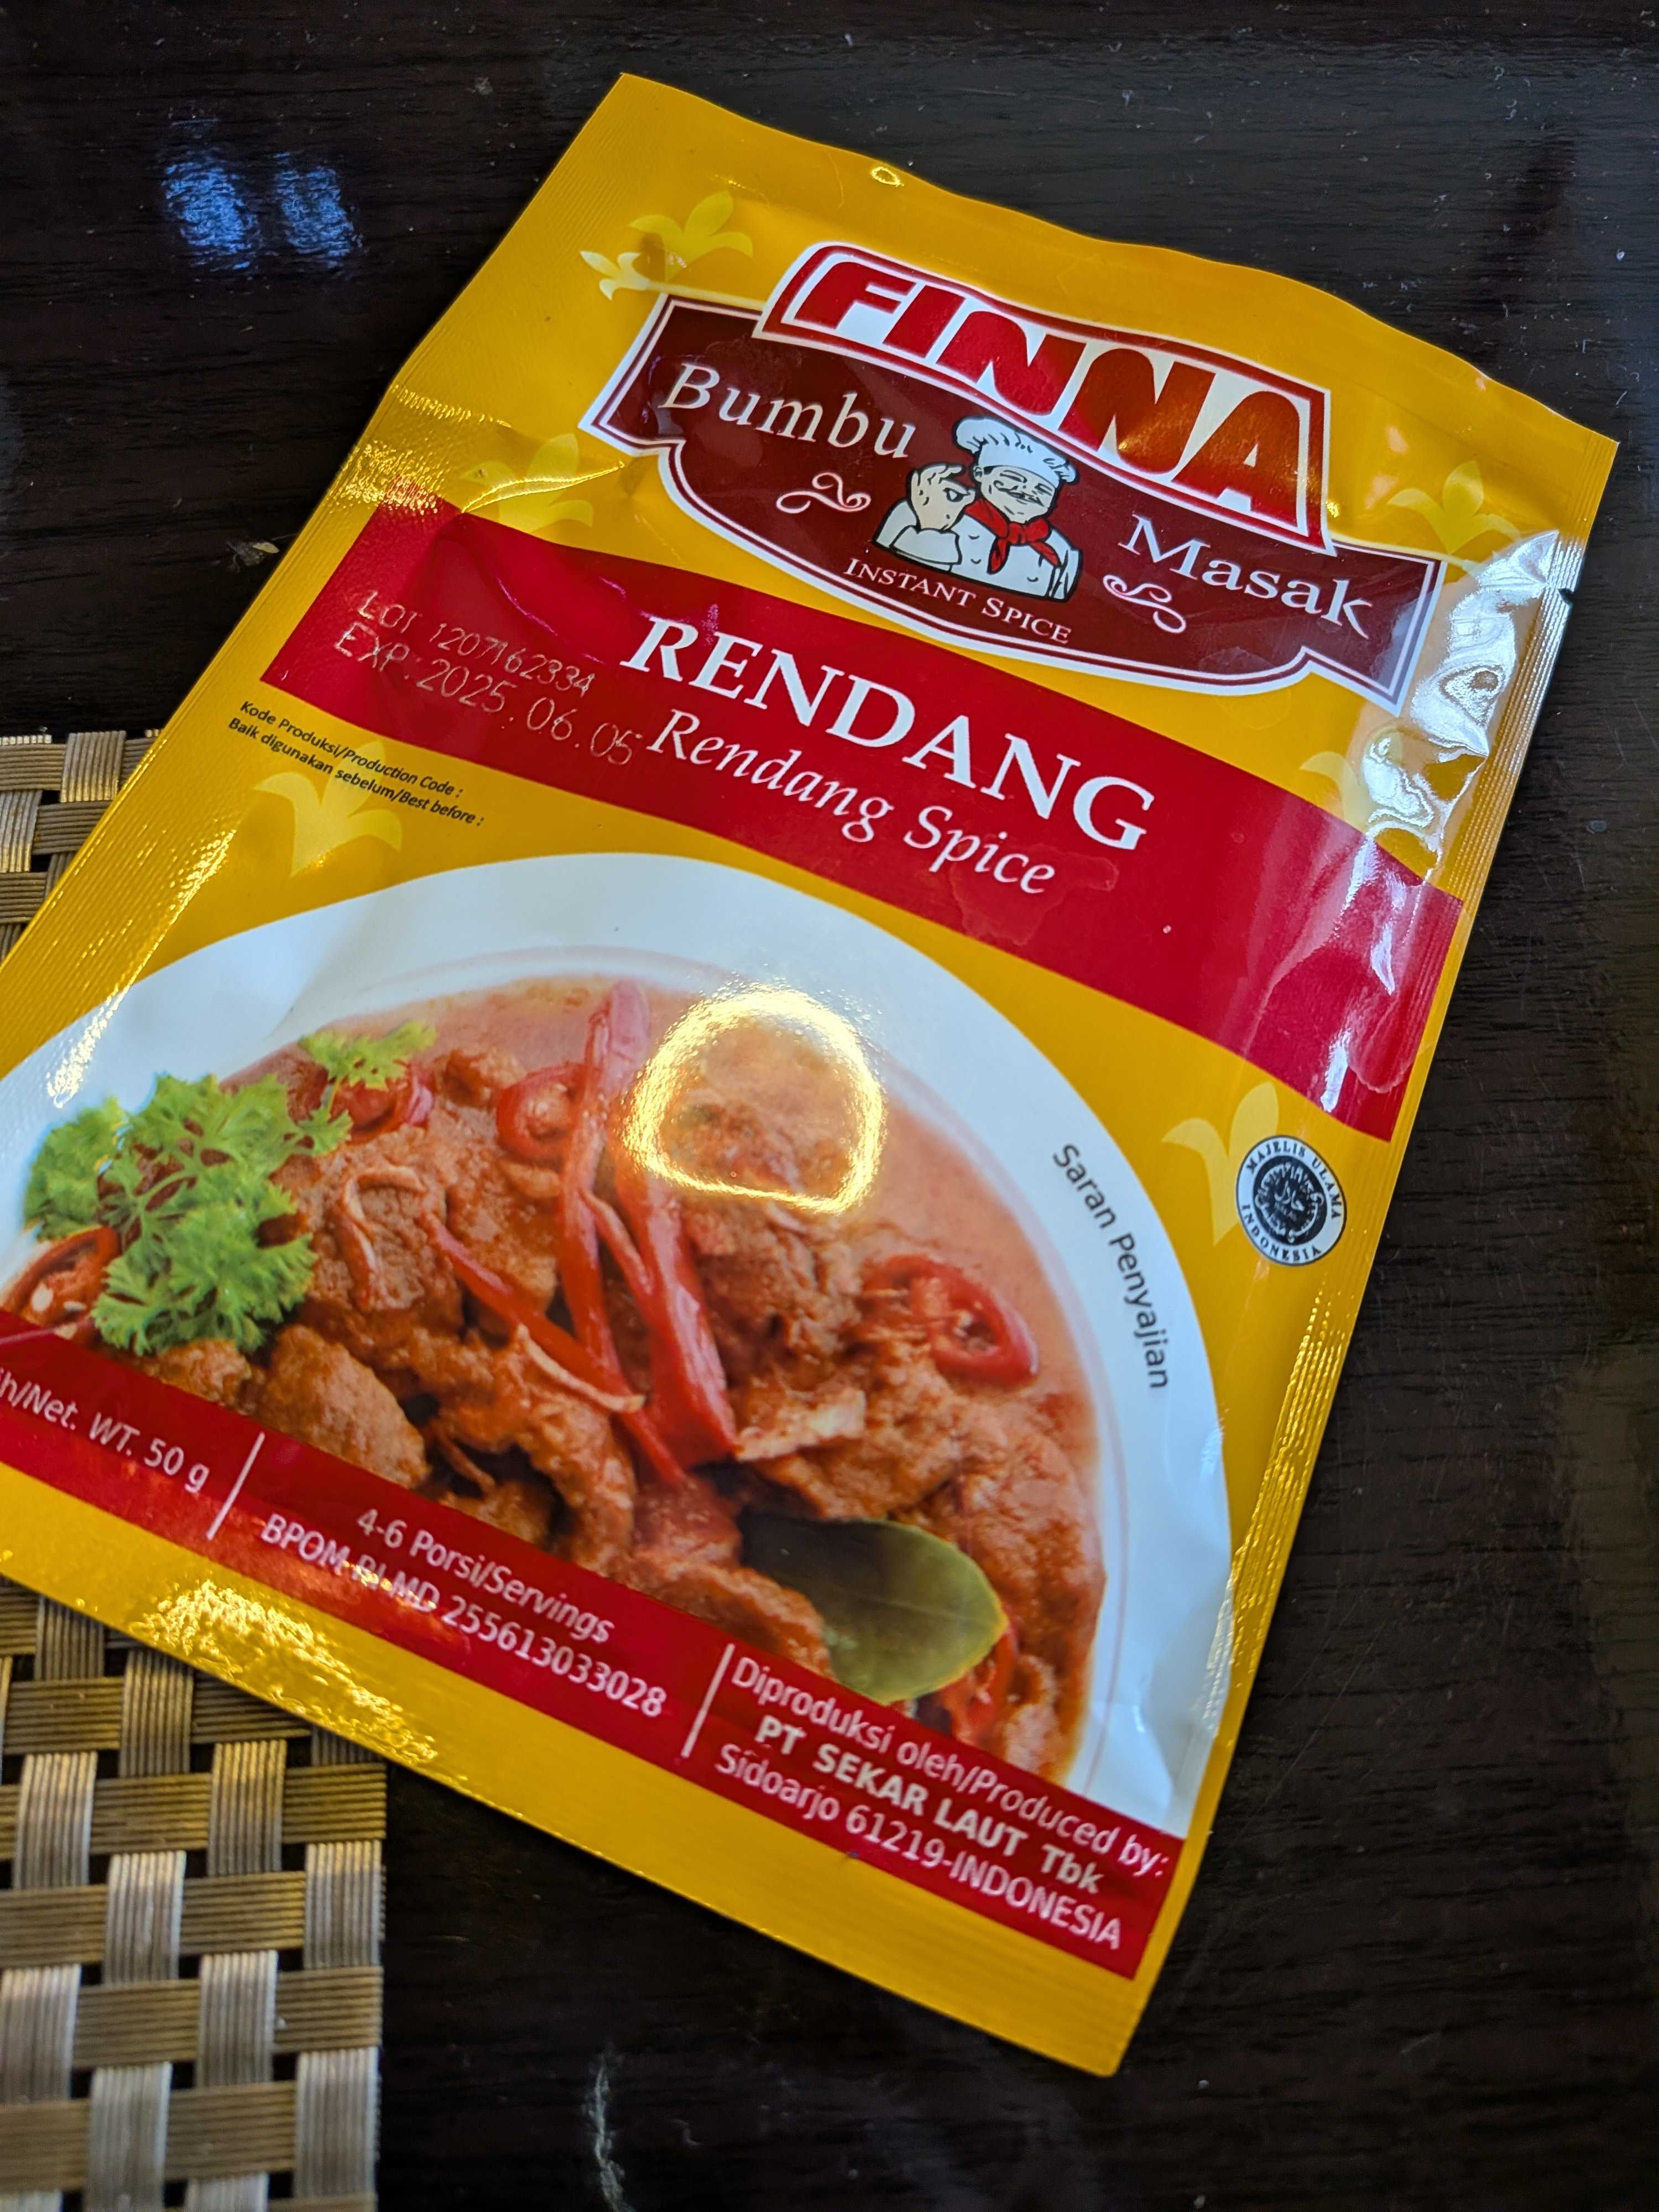 FINNA
Bumbu
Masak
INSTANT SPICE
RENDANG
Rendang Spice
LOT 1207162334
EXP:2025.06.05
Kode Produksi/Production Code :
Baik digunakan sebelum/Best before :
MAJELIS ULAMA
حلال
INDONESIA
Saran Penyajian
Net. WT. 50 g
4-6 Porsi/Servings
BPOM RI MD 255613033028
Diproduksi oleh/Produced by:
PT SEKAR LAUT Tbk
Sidoarjo 61219-INDONESIA